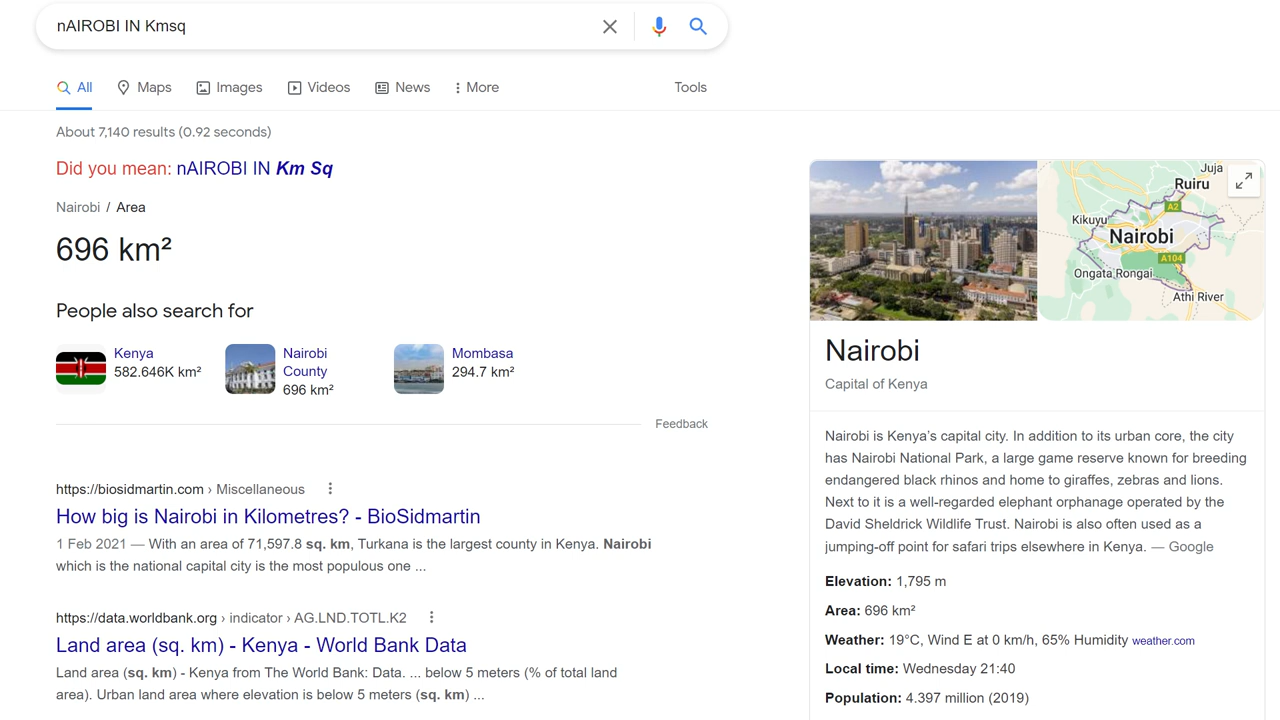 nAIROBI IN Kmsq
All
Maps
Images
Videos
News
More
Tools
About 7,140 results (0.92 seconds)
Did you mean: nAIROBI IN Km Sq
Nairobi / Area
696 km²
People also search for
Kenya
582.646K km²
Nairobi
County
696 km²
Mombasa
294.7 km²
Feedback
https://biosidmartin.com › Miscellaneous
How big is Nairobi in Kilometres? - BioSidmartin
1 Feb 2021 — With an area of 71,597.8 sq. km, Turkana is the largest county in Kenya. Nairobi
which is the national capital city is the most populous one ...
https://data.worldbank.org › indicator › AG.LND.TOTL.K2
Land area (sq. km) - Kenya - World Bank Data
Land area (sq. km) - Kenya from The World Bank: Data. ... below 5 meters (% of total land
area). Urban land area where elevation is below 5 meters (sq. km) ...
Juja
Ruiru
A2
Kikuyu
Nairobi
A104
Ongata Rongai
Athi River
Nairobi
Capital of Kenya
Nairobi is Kenya’s capital city. In addition to its urban core, the city
has Nairobi National Park, a large game reserve known for breeding
endangered black rhinos and home to giraffes, zebras and lions.
Next to it is a well-regarded elephant orphanage operated by the
David Sheldrick Wildlife Trust. Nairobi is also often used as a
jumping-off point for safari trips elsewhere in Kenya. — Google
Elevation: 1,795 m
Area: 696 km²
Weather: 19°C, Wind E at 0 km/h, 65% Humidity weather.com
Local time: Wednesday 21:40
Population: 4.397 million (2019)